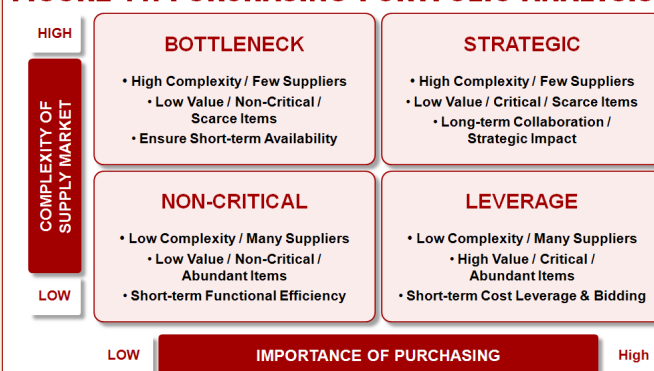 HIGH
BOTTLENECK
• High Complexity / Few Suppliers
• Low Value / Non-Critical /
Scarce Items
• Ensure Short-term Availability
STRATEGIC
• High Complexity / Few Suppliers
• Low Value / Critical / Scarce Items
• Long-term Collaboration /
Strategic Impact
COMPLEXITY OF
SUPPLY MARKET
NON-CRITICAL
• Low Complexity / Many Suppliers
• Low Value / Non-Critical /
Abundant Items
• Short-term Functional Efficiency
LEVERAGE
• Low Complexity / Many Suppliers
• High Value / Critical /
Abundant Items
• Short-term Cost Leverage & Bidding
LOW
LOW
IMPORTANCE OF PURCHASING
High